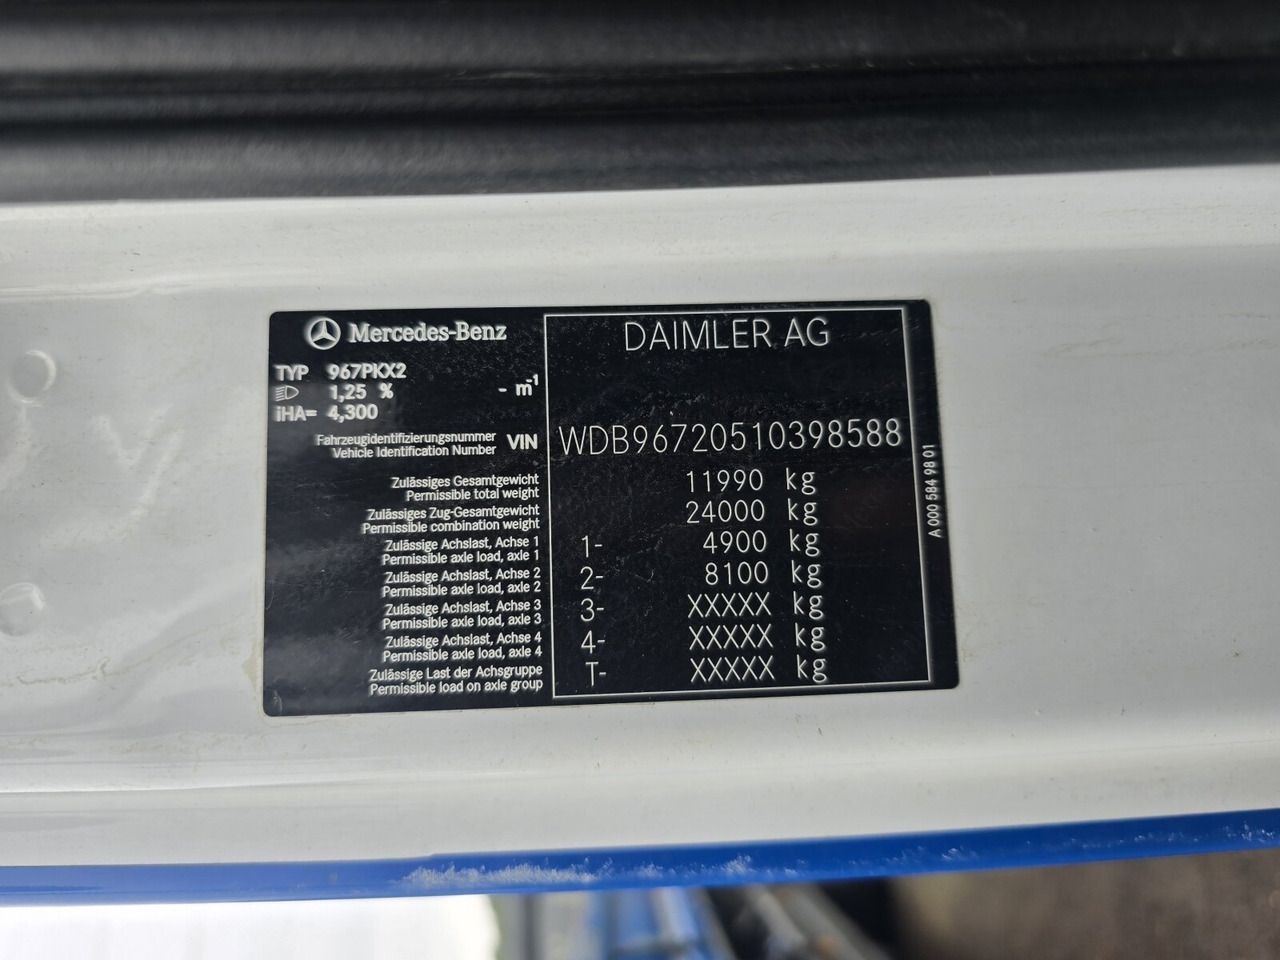 Mercedes-Benz
TYP 967PKX2
1,25 % - m-1
iHA= 4,300
DAIMLER AG
Fahrzeugidentifizierungsnummer
Vehicle Identification Number
VIN WDB96720510398588
Zulässiges Gesamtgewicht
Permissible total weight
11990 kg
Zulässiges Zug-Gesamtgewicht
Permissible combination weight
24000 kg
Zulässige Achslast, Achse 1
Permissible axle load, axle 1
1- 4900 kg
Zulässige Achslast, Achse 2
Permissible axle load, axle 2
2- 8100 kg
Zulässige Achslast, Achse 3
Permissible axle load, axle 3
3- XXXXX kg
Zulässige Achslast, Achse 4
Permissible axle load, axle 4
4- XXXXX kg
Zulässige Last der Achsgruppe
Permissible load on axle group
T- XXXXX kg
A 000 584 98 01